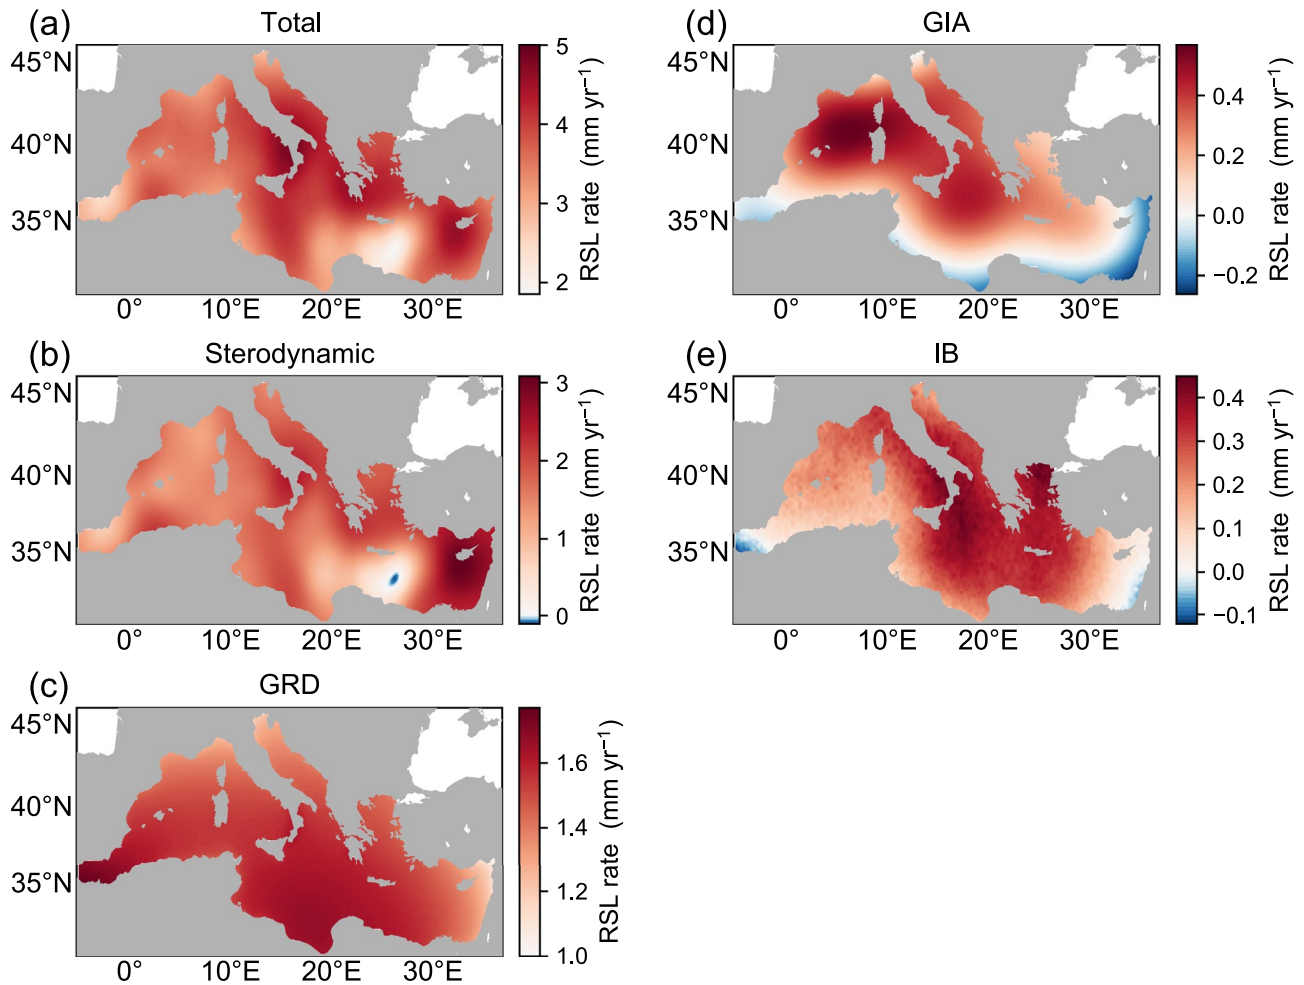 (a)
Total
45°N
40°N
35°N
0°
10°E
20°E
30°E
5
4
3
2
RSL rate (mm yr⁻¹)
(b)
Sterodynamic
45°N
40°N
35°N
0°
10°E
20°E
30°E
3
2
1
0
RSL rate (mm yr⁻¹)
(c)
GRD
45°N
40°N
35°N
0°
10°E
20°E
30°E
1.6
1.4
1.2
1.0
RSL rate (mm yr⁻¹)
(d)
GIA
45°N
40°N
35°N
0°
10°E
20°E
30°E
0.4
0.2
0.0
−0.2
RSL rate (mm yr⁻¹)
(e)
IB
45°N
40°N
35°N
0°
10°E
20°E
30°E
0.4
0.3
0.2
0.1
0.0
−0.1
RSL rate (mm yr⁻¹)